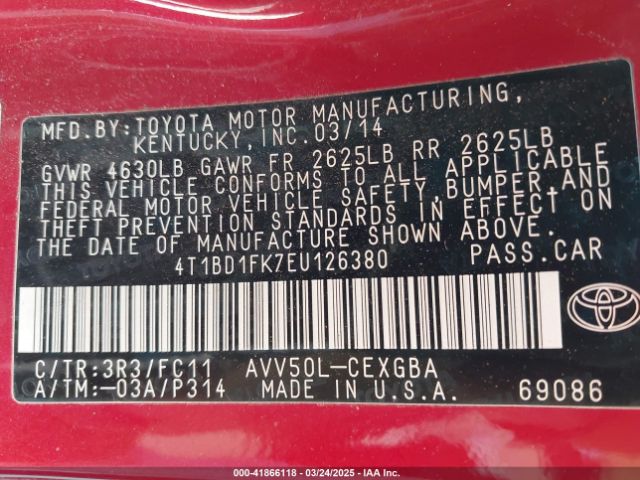 MFD.BY:TOYOTA MOTOR MANUFACTURING,
KENTUCKY,INC.03/14
GVWR 4630LB GAWR FR 2625LB RR 2625LB
THIS VEHICLE CONFORMS TO ALL APPLICABLE
FEDERAL MOTOR VEHICLE SAFETY,BUMPER,AND
THEFT PREVENTION STANDARDS IN EFFECT ON
THE DATE OF MANUFACTURE SHOWN ABOVE.
4T1BD1FK7EU126380 PASS.CAR
C/TR:3R3/FC11 AVV50L-CEXGBA
A/TM:-03A/P314 MADE IN U.S.A. 69086
000-41866118 | 03/24/2025 | IAA Inc.